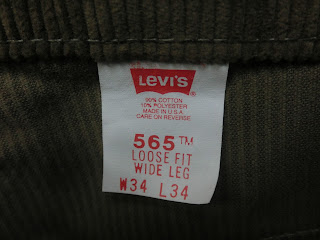 LEVI'S
®
90% COTTON
10% POLYESTER
MADE IN U.S.A.
CARE ON REVERSE
565™
LOOSE FIT
WIDE LEG
W34 L34